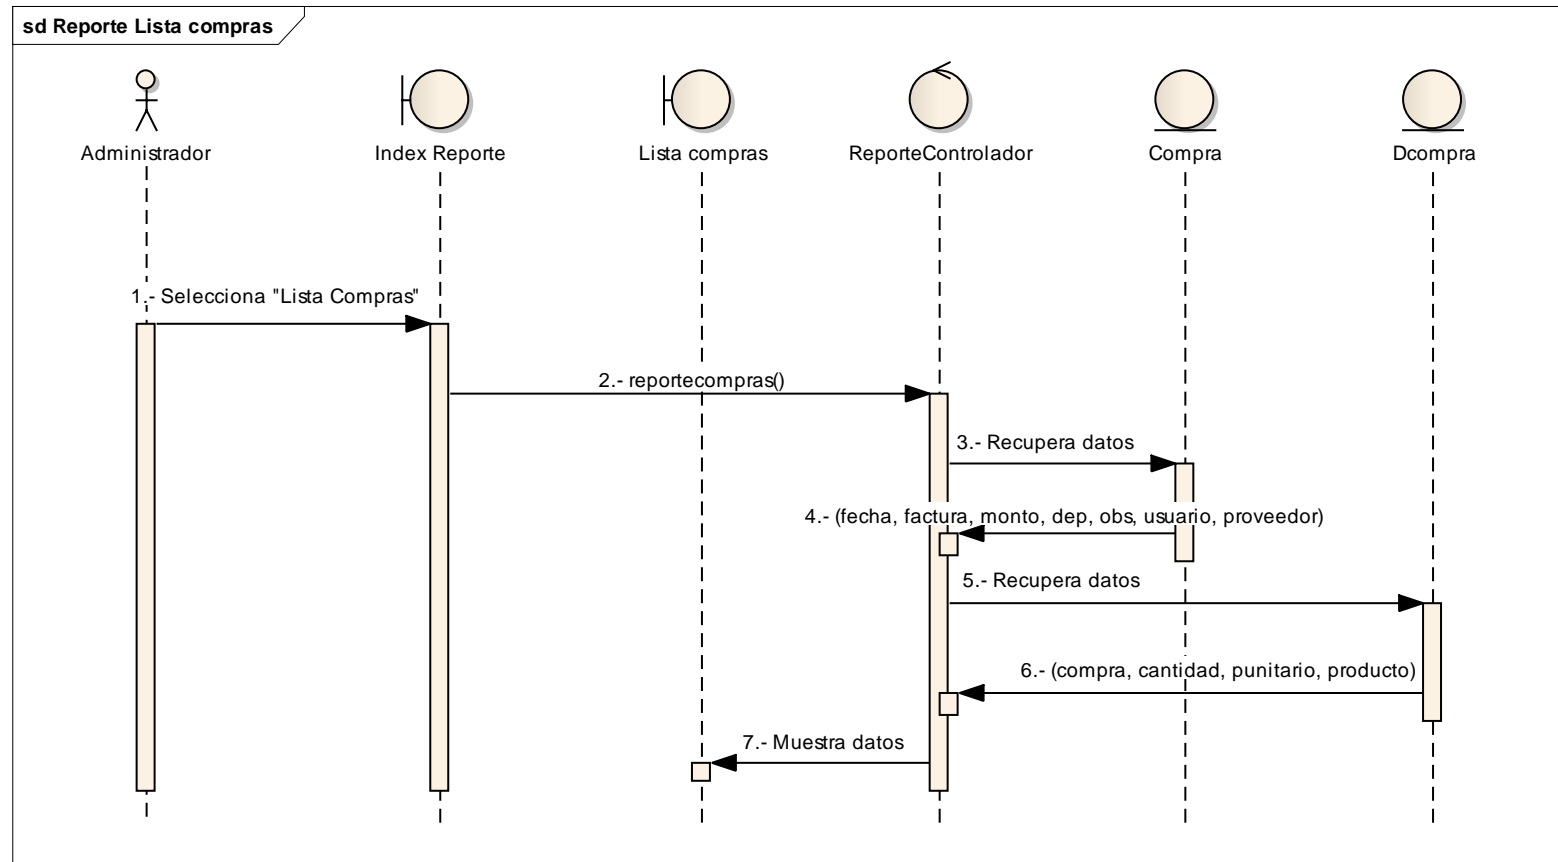 sd Reporte Lista compras
Administrador
Index Reporte
Lista compras
ReporteControlador
Compra
Dcompra
1.- Selecciona "Lista Compras"
2.- reportecompras()
3.- Recupera datos
4.- (fecha, factura, monto, dep, obs, usuario, proveedor)
5.- Recupera datos
6.- (compra, cantidad, punitario, producto)
7.- Muestra datos